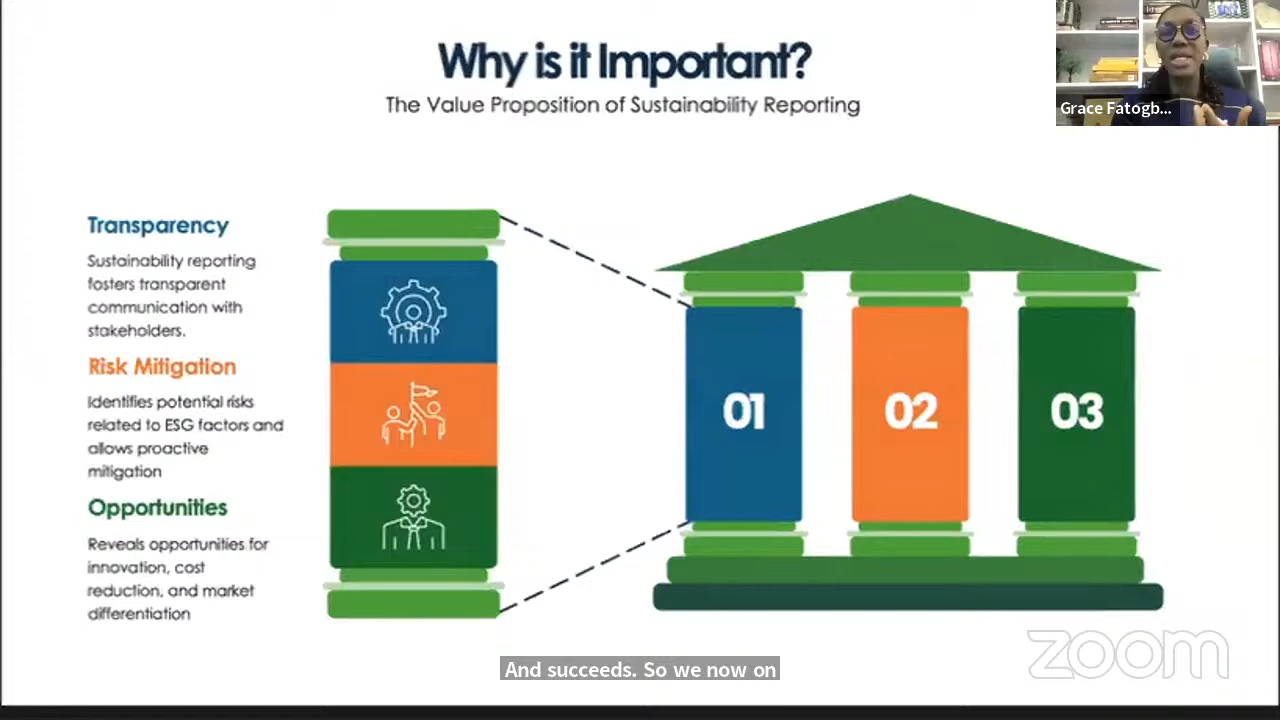 Why is it Important?
The Value Proposition of Sustainability Reporting
Grace Fatogb...
Transparency
Sustainability reporting
fosters transparent
communication with
stakeholders.
Risk Mitigation
Identifies potential risks
related to ESG factors and
allows proactive
mitigation
Opportunities
Reveals opportunities for
innovation, cost
reduction, and market
differentiation
01
02
03
zoom
And succeeds. So we now on